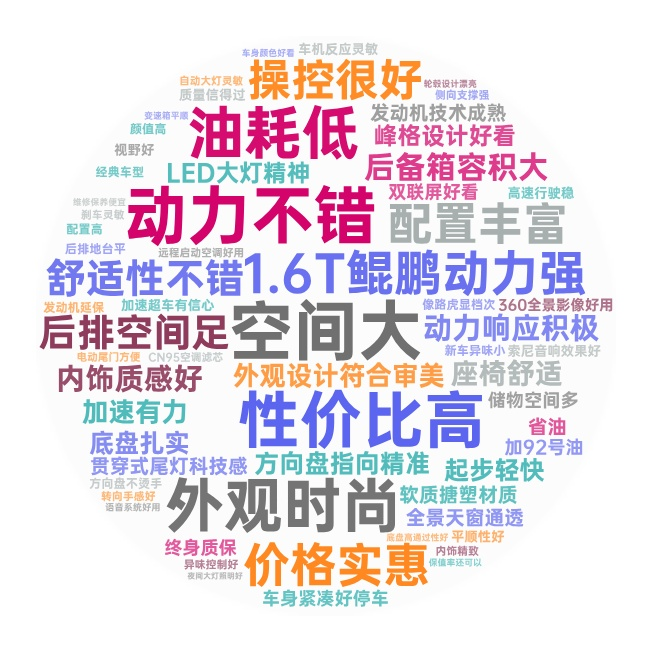 车身颜色好看 车机反应灵敏
自动大灯灵敏 操控很好 轮毂设计漂亮
质量信得过 侧向支撑强
变速箱平顺 油耗低 发动机技术成熟
颜值高 峰格设计好看
视野好
经典车型 LED大灯精神 后备箱容积大
双联屏好看 高速行驶稳
维修保养便宜 动力不错 配置丰富
刹车灵敏
配置高
后排地台平 远程启动空调好用
舒适性不错 1.6T鲲鹏动力强
发动机延保 加速超车有信心 空间大 像路虎显档次 360全景影像好用
后排空间足 动力响应积极
电动尾门方便 CN95空调滤芯 新车异味小 索尼音响效果好
内饰质感好 外观设计符合审美 座椅舒适
加速有力 性价比高 储物空间多
省油
底盘扎实 加92号油
贯穿式尾灯科技感 方向盘指向精准 起步轻快
方向盘不烫手
转向手感好 外观时尚 软质搪塑材质
语音系统好用 全景天窗通透
底盘高通过性好 平顺性好
终身质保 价格实惠 内饰精致
异味控制好 保值率还可以
夜间大灯照明好
车身紧凑好停车